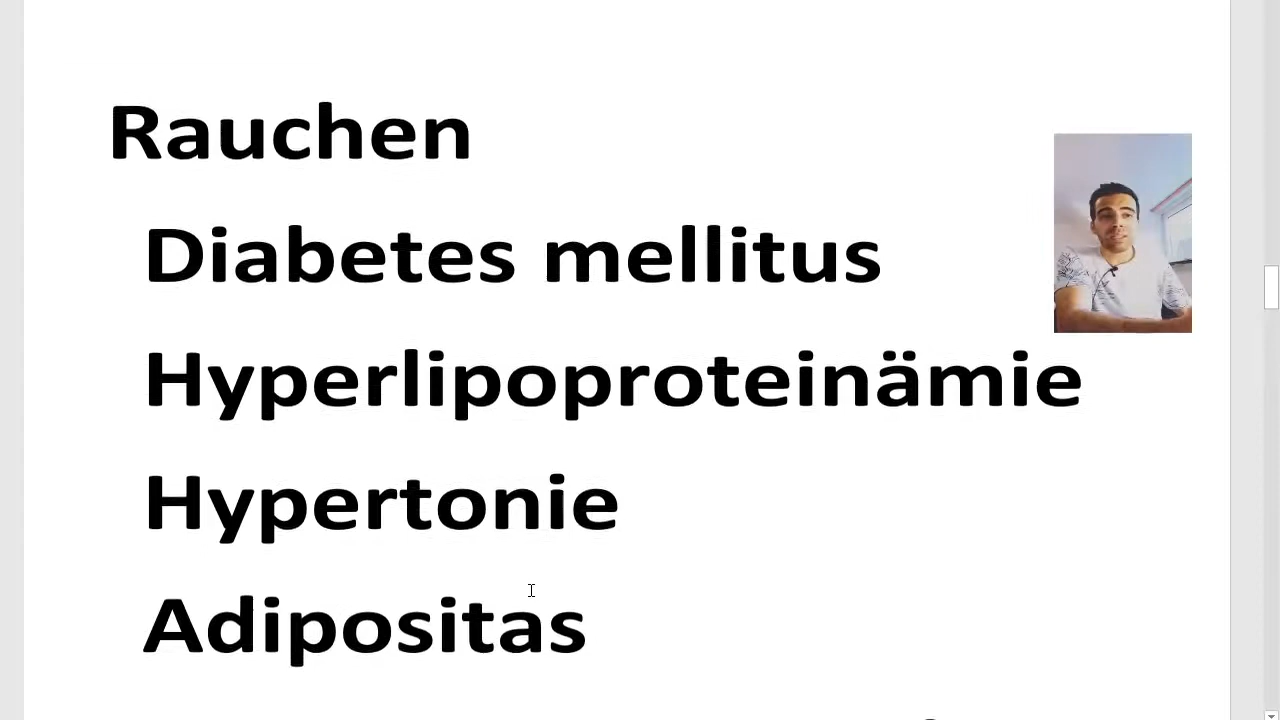 Rauchen
Diabetes mellitus
Hyperlipoproteinämie
Hypertonie
Adipositas